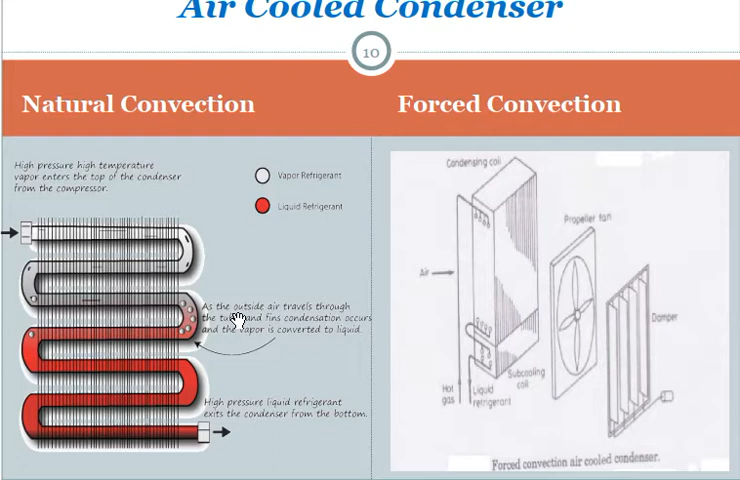 Air Cooled Condenser
10
Natural Convection
Forced Convection
High pressure high temperature
vapor enters the top of the condenser
from the compressor.
Vapor Refrigerant
Liquid Refrigerant
As the outside air travels through
the and fins condensation occurs
and the vapor is converted to liquid.
High pressure liquid refrigerant
exits the condenser from the bottom.
Condensing coil
Propeller fan
Air
Damper
Subcooling
coil
Hot
gas
Liquid
refrigerant
Forced convection air cooled condenser.